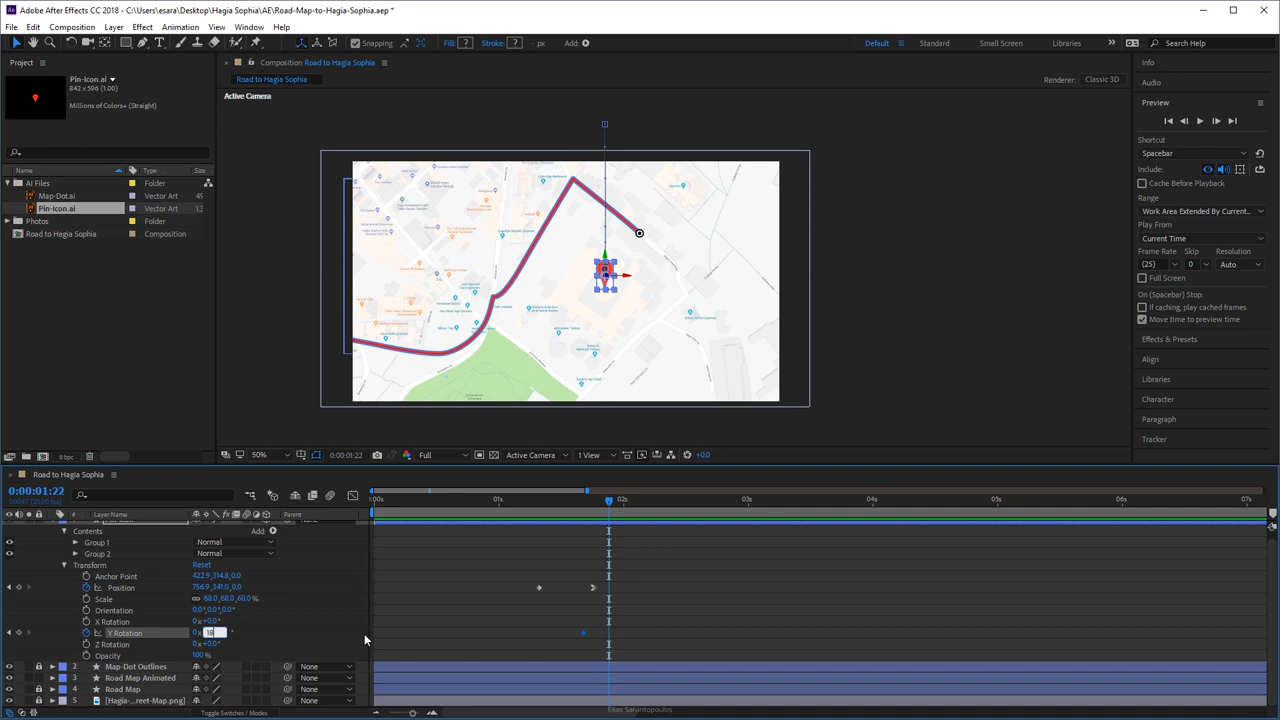 Adobe After Effects CC 2018 - C:\Users\esara\Desktop\Hagia Sophia\AE\Road-Map-to-Hagia-Sophia.aep *
File Edit Composition Layer Effect Animation View Window Help
Fill: ? Stroke: ? px Add: Snapping Default Standard Small Screen Libraries Search Help
Project
Composition Road to Hagia Sophia
Info
Pin-Icon.ai
842 x 596 (1.00)
Millions of Colors+ (Straight)
Road to Hagia Sophia
Renderer: Classic 3D
Active Camera
Audio
Preview
Shortcut
Spacebar
Include:
Cache Before Playback
Range
Work Area Extended By Current...
Play From
Current Time
Frame Rate Skip Resolution
(25) 0 Auto
Full Screen
On (Spacebar) Stop:
If caching, play cached frames
Move time to preview time
Effects & Presets
Align
Libraries
Character
Paragraph
Tracker
Name Type Size
AI Files Folder
Map-Dot.ai Vector Art
Pin-Icon.ai Vector Art
Photos Folder
Road to Hagia Sophia Composition
8 bpc
50% 0:00:01:22 Full Active Camera 1 View +0.0
Road to Hagia Sophia
0:00:01:22
Layer Name Parent
:00s 01s 02s 03s 04s 05s 06s 07s
Contents Add:
Group 1 Normal
Group 2 Normal
Transform Reset
Anchor Point 422.9,314.8,0.0
Position 756.9,341.0,0.0
Scale 68.0,68.0,68.0%
Orientation 0.0°,0.0°,0.0°
X Rotation 0x+0.0°
Y Rotation 0x 18 °
Z Rotation 0x+0.0°
Opacity 100%
2 Map-Dot Outlines None
3 Road Map Animated None
4 Road Map None
5 [Hagia-...reet-Map.png] None
Toggle Switches / Modes
Elias Sarantopoulos